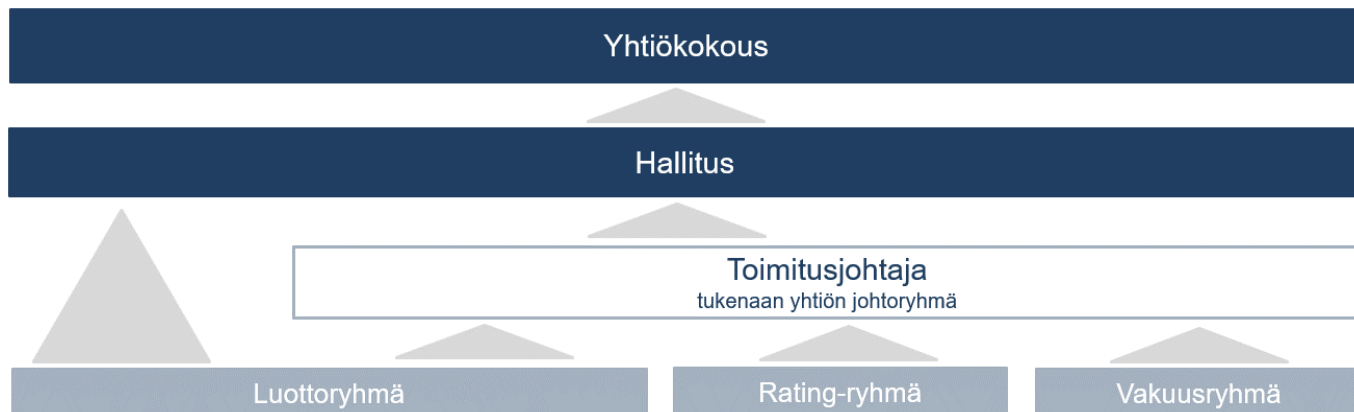 Yhtiökokous
Hallitus
Toimitusjohtaja
tukenaan yhtiön johtoryhmä
Luottoryhmä
Rating-ryhmä
Vakuusryhmä